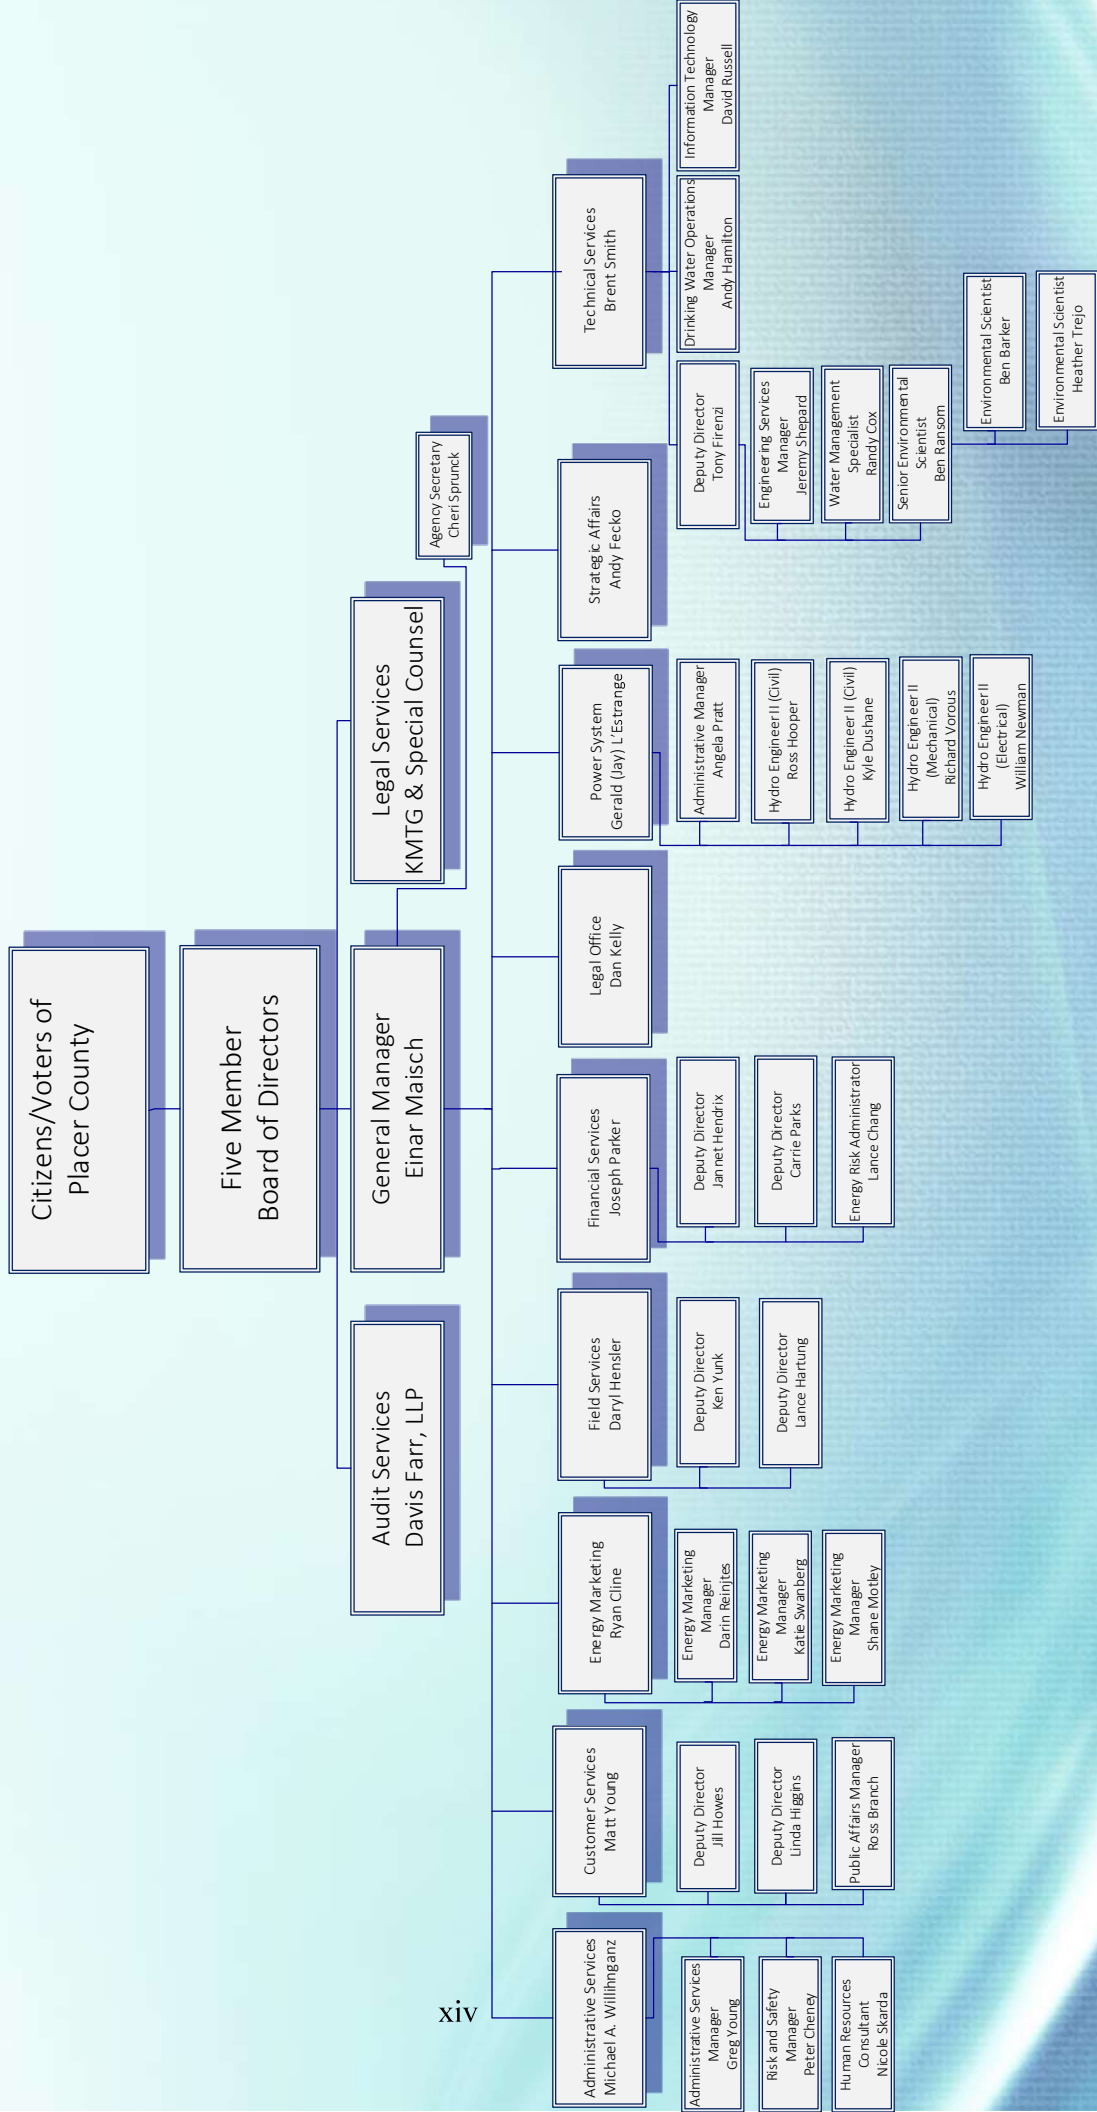 Citizens/Voters of
Placer County
Five Member
Board of Directors
Audit Services
Davis Farr, LLP
General Manager
Einar Maisch
Legal Services
KMTG & Special Counsel
Agency Secretary
Cheri Sprunck
Administrative Services
Michael A. Willihnganz
Administrative Services
Manager
Greg Young
Risk and Safety
Manager
Peter Cheney
Human Resources
Consultant
Nicole Skarda
Customer Services
Matt Young
Deputy Director
Jill Howes
Deputy Director
Linda Higgins
Public Affairs Manager
Ross Branch
Energy Marketing
Ryan Cline
Energy Marketing
Manager
Darin Reinjtes
Energy Marketing
Manager
Katie Swanberg
Energy Marketing
Manager
Shane Motley
Field Services
Daryl Hensler
Deputy Director
Ken Yunk
Deputy Director
Lance Hartung
Financial Services
Joseph Parker
Deputy Director
Jannet Hendrix
Deputy Director
Carrie Parks
Energy Risk Administrator
Lance Chang
Legal Office
Dan Kelly
Power System
Gerald (Jay) L'Estrange
Administrative Manager
Angela Pratt
Hydro Engineer II (Civil)
Ross Hooper
Hydro Engineer II (Civil)
Kyle Dushane
Hydro Engineer II
(Mechanical)
Richard Vorous
Hydro Engineer II
(Electrical)
William Newman
Strategic Affairs
Andy Fecko
Technical Services
Brent Smith
Deputy Director
Tony Firenzi
Engineering Services
Manager
Jeremy Shepard
Water Management
Specialist
Randy Cox
Senior Environmental
Scientist
Ben Ransom
Environmental Scientist
Ben Barker
Environmental Scientist
Heather Trejo
Drinking Water Operations
Manager
Andy Hamilton
Information Technology
Manager
David Russell
xiv